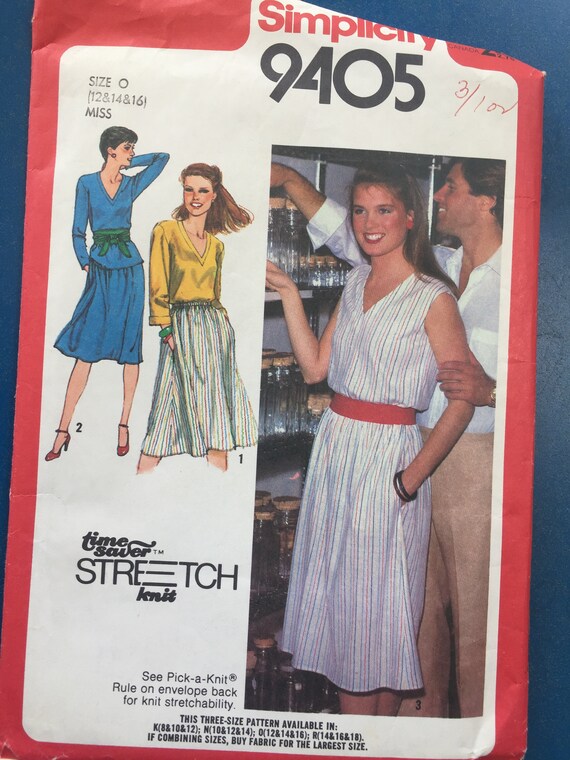 Simplicity
9405
3/100
SIZE O
(12&14&16)
MISS
2
1
3
time
saver™
STRETCH
knit
See Pick-a-Knit®
Rule on envelope back
for knit stretchability.
THIS THREE-SIZE PATTERN AVAILABLE IN:
K(8&10&12); N(10&12&14); O(12&14&16); R(14&16&18).
IF COMBINING SIZES, BUY FABRIC FOR THE LARGEST SIZE.